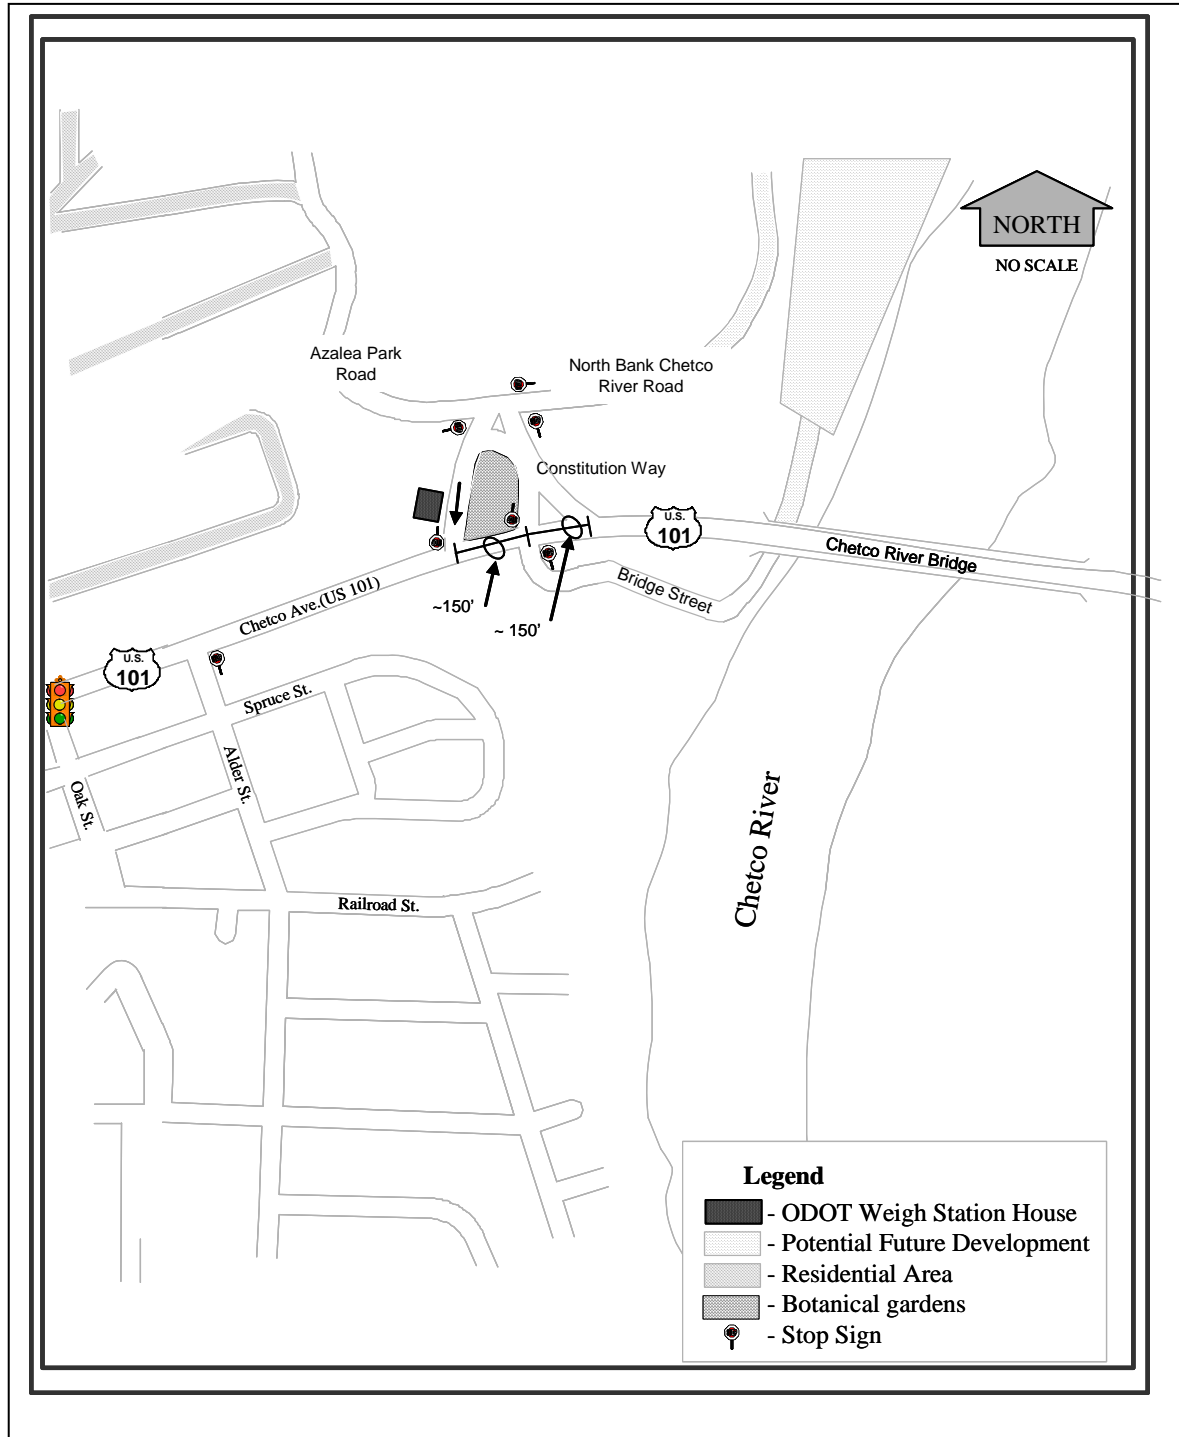 NORTH
NO SCALE
Azalea Park
Road
North Bank Chetco
River Road
Constitution Way
U.S.
101
Chetco River Bridge
Bridge Street
Chetco Ave.(US 101)
~150'
~ 150'
U.S.
101
Spruce St.
Alder St.
Oak St.
Chetco River
Railroad St.
Legend
- ODOT Weigh Station House
- Potential Future Development
- Residential Area
- Botanical gardens
- Stop Sign